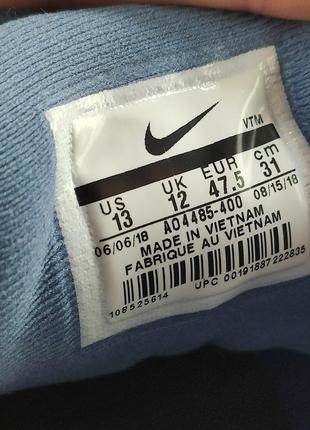 VTM
US UK EUR cm
13 12 47.5 31
06/06/18 AO4485-400 08/15/18
MADE IN VIETNAM
FABRIQUE AU VIETNAM
108525614 UPC 00191887222835